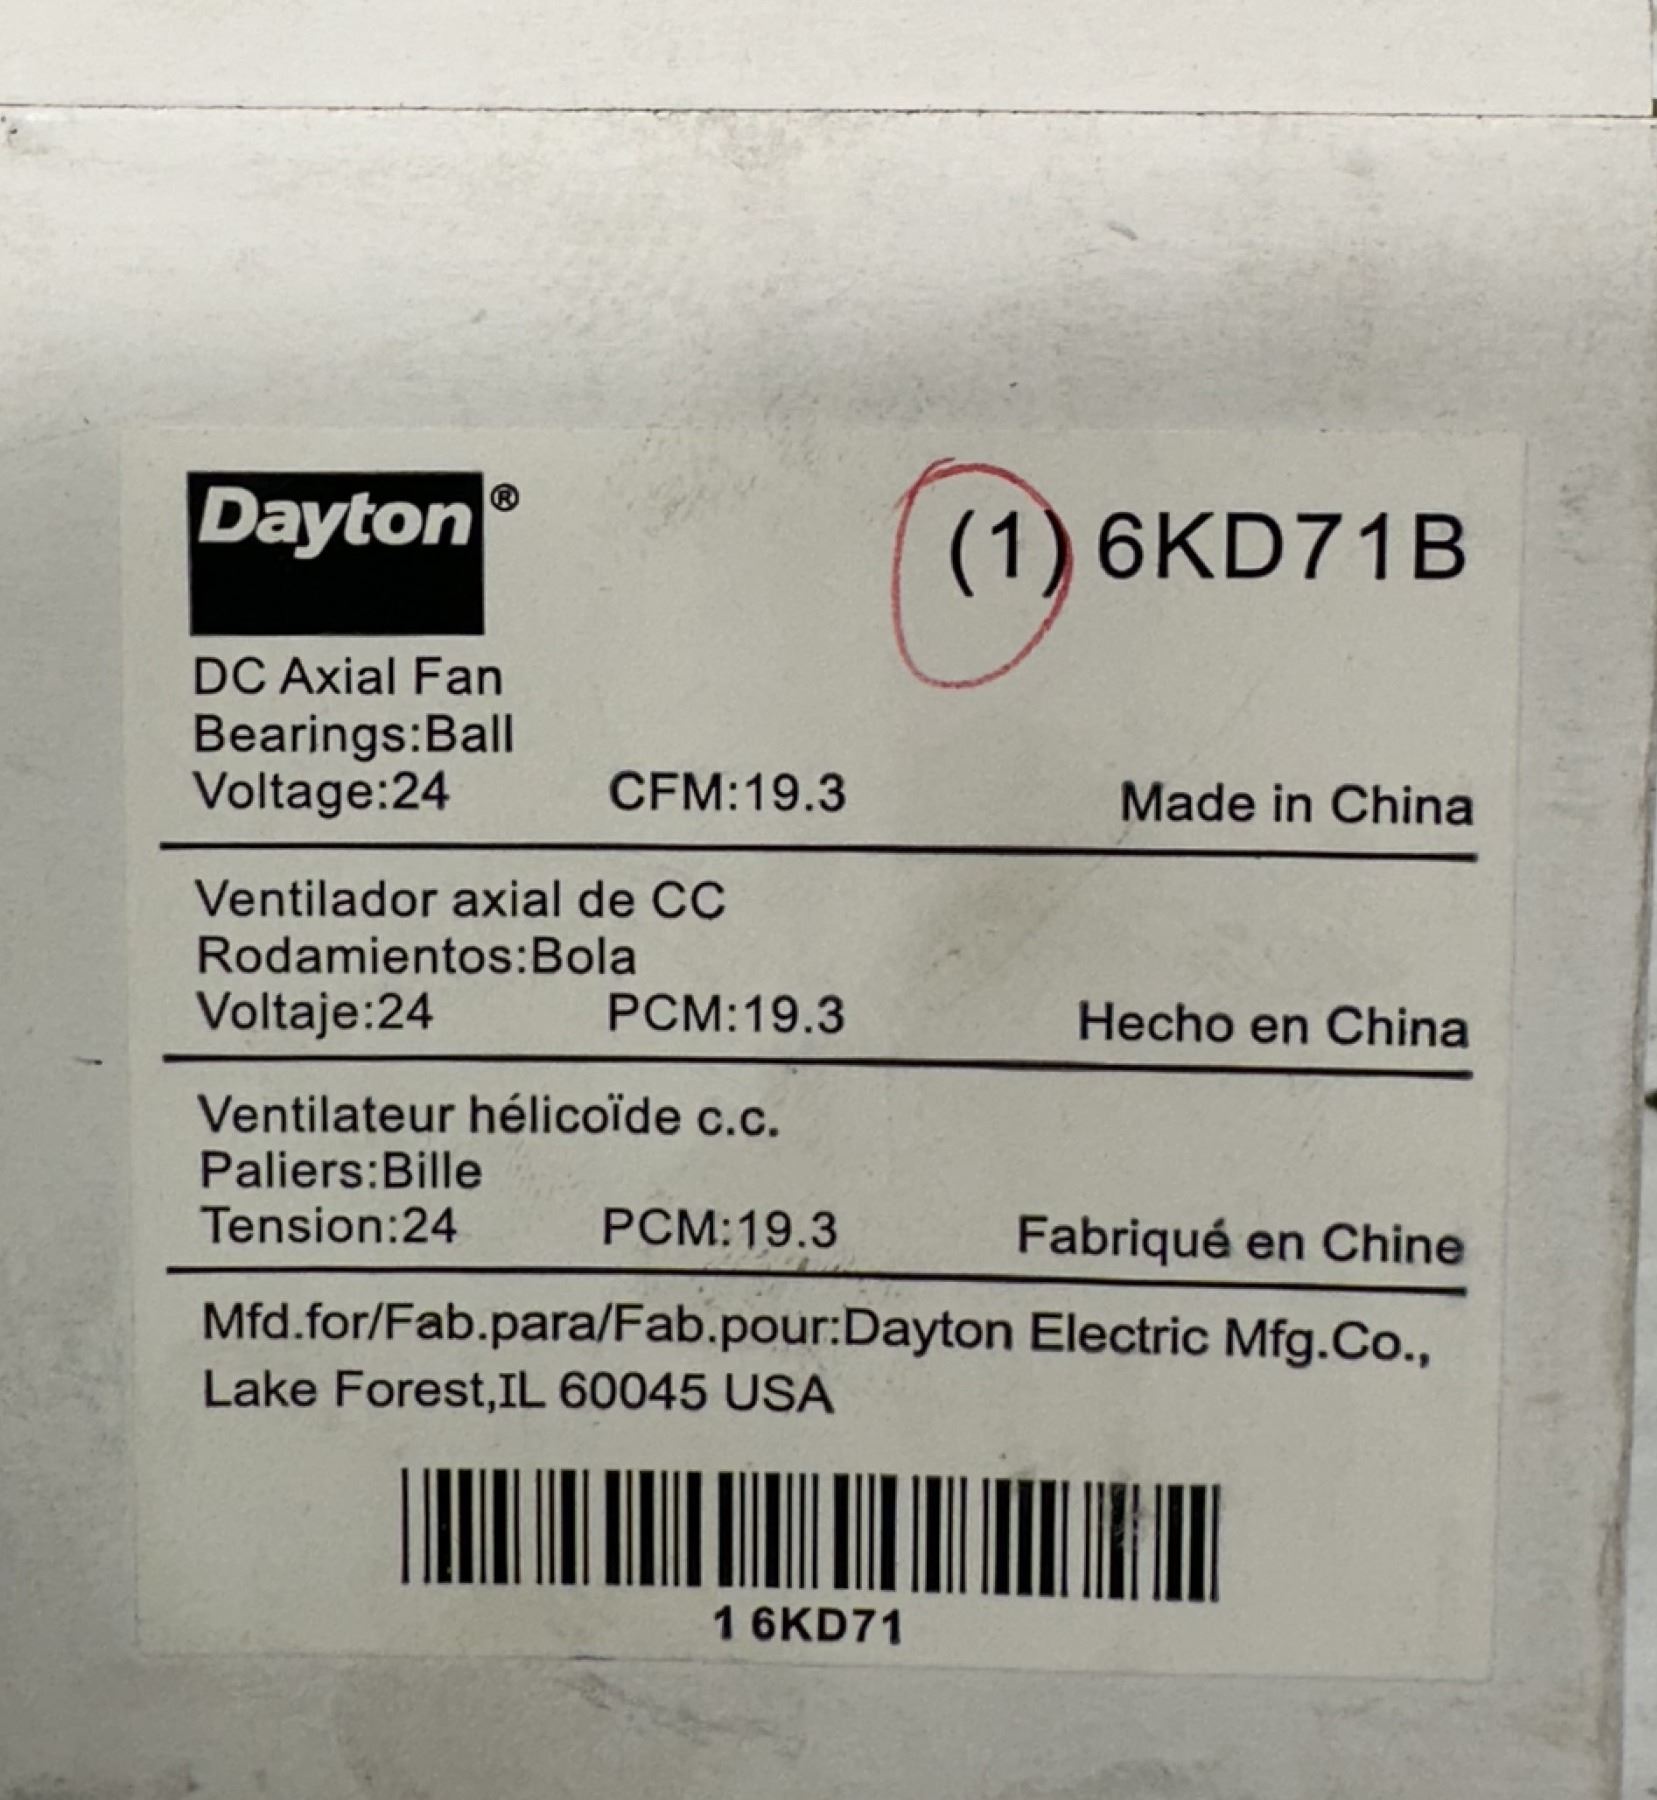 Dayton®
(1) 6KD71B
DC Axial Fan
Bearings:Ball
Voltage:24 CFM:19.3 Made in China
Ventilador axial de CC
Rodamientos:Bola
Voltaje:24 PCM:19.3 Hecho en China
Ventilateur hélicoïde c.c.
Paliers:Bille
Tension:24 PCM:19.3 Fabriqué en Chine
Mfd.for/Fab.para/Fab.pour:Dayton Electric Mfg.Co.,
Lake Forest,IL 60045 USA
1 6KD71